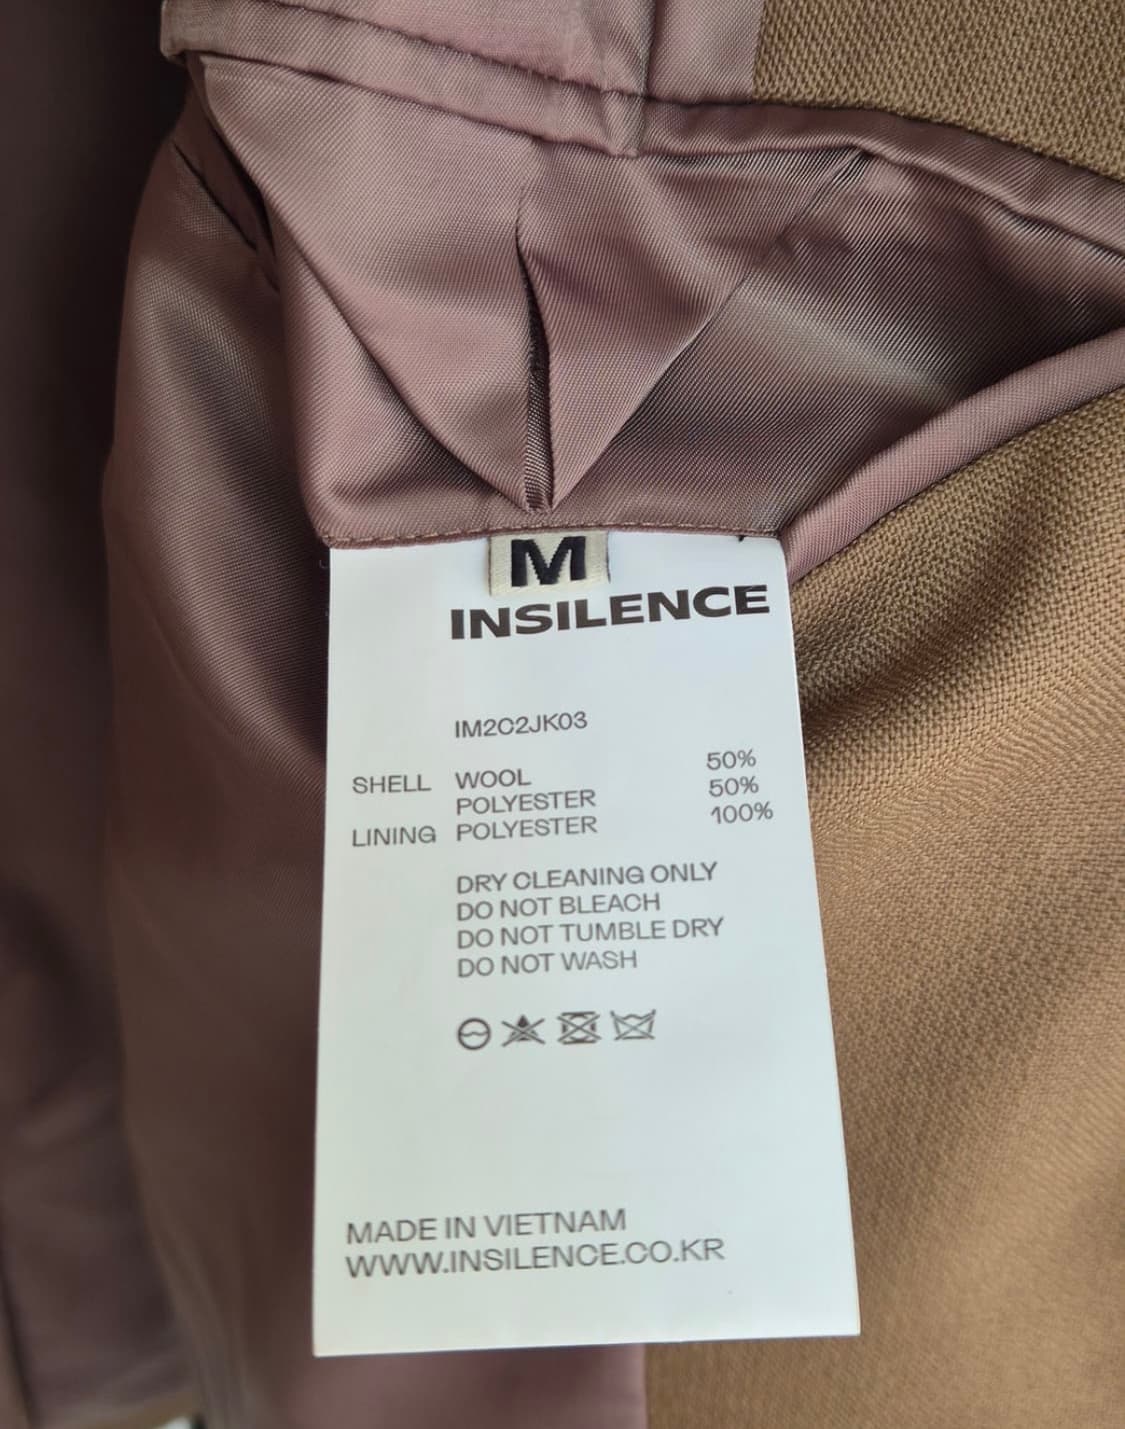 M
INSILENCE
IM2C2JK03
SHELL WOOL 50%
POLYESTER 50%
LINING POLYESTER 100%
DRY CLEANING ONLY
DO NOT BLEACH
DO NOT TUMBLE DRY
DO NOT WASH
MADE IN VIETNAM
WWW.INSILENCE.CO.KR